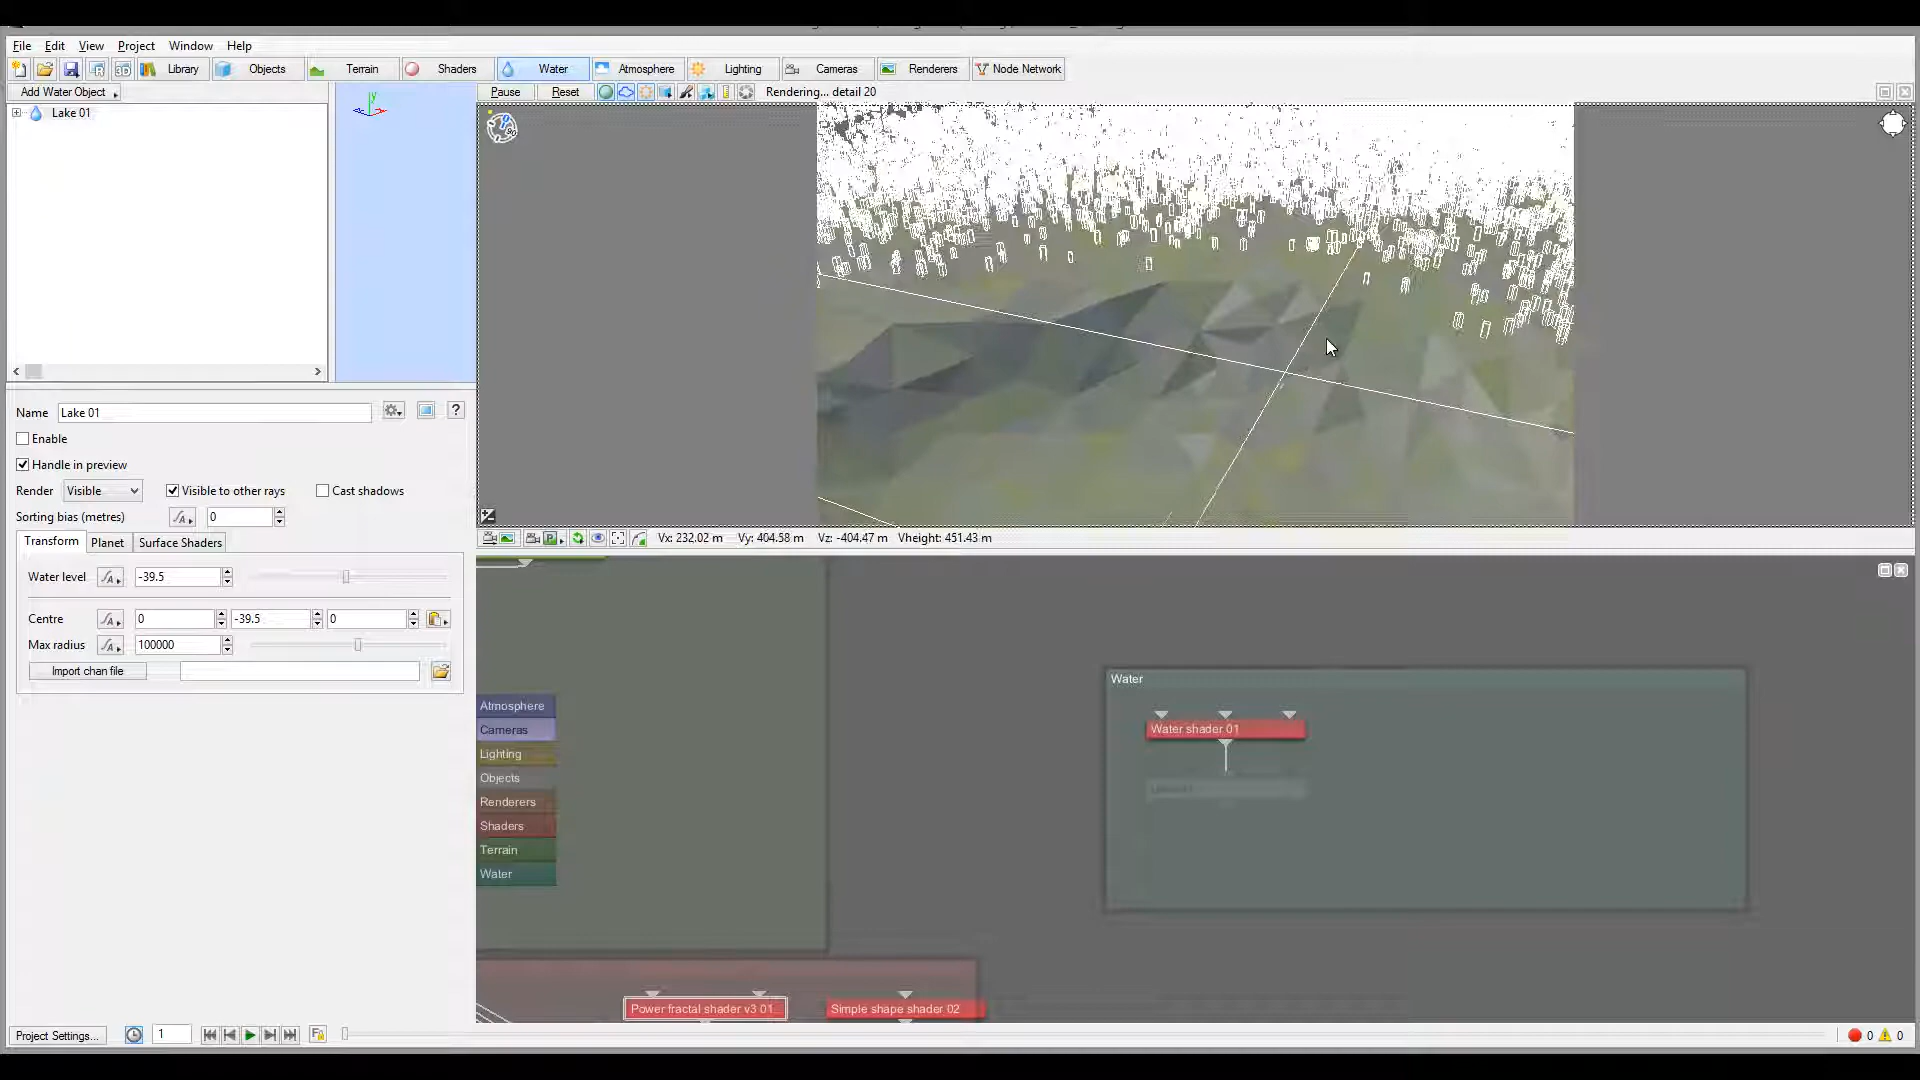 File Edit View Project Window Help
Library Objects Terrain Shaders Water Atmosphere Lighting Cameras Renderers Node Network
Add Water Object Pause Reset Rendering... detail 20
Lake 01
Name Lake 01 ?
Enable
Handle in preview
Render Visible Visible to other rays Cast shadows
Sorting bias (metres) 0
Vx: 232.02 m Vy: 404.58 m Vz: -404.47 m Vheight: 451.43 m
Transform Planet Surface Shaders
Water level -39.5
Centre 0 -39.5 0
Max radius 100000
Import chan file
Atmosphere
Cameras
Lighting
Objects
Renderers
Shaders
Terrain
Water
Water
Water shader 01
Power fractal shader v3 01
Simple shape shader 02
Project Settings... 1 0 0